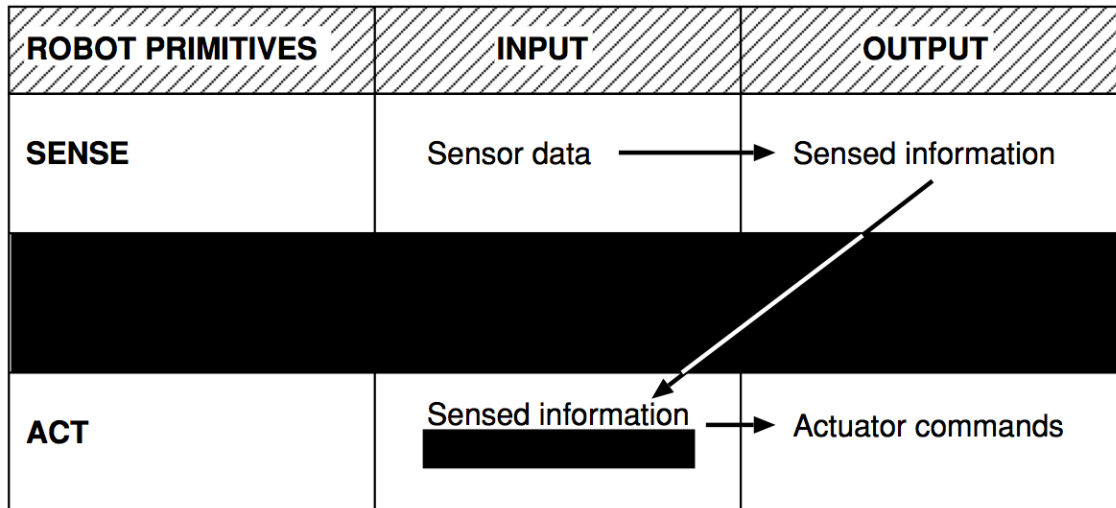 ROBOT PRIMITIVES INPUT OUTPUT
SENSE Sensor data Sensed information
ACT Sensed information Actuator commands